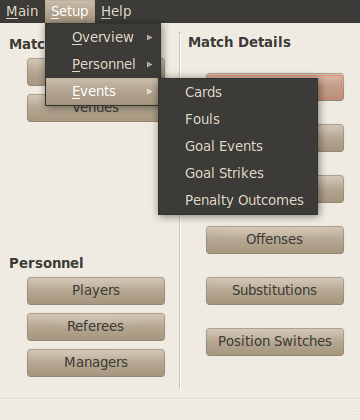 Main Setup Help
Overview
Personnel
Events
Cards
Fouls
Goal Events
Goal Strikes
Penalty Outcomes
Matc
Venues
Personnel
Players
Referees
Managers
Match Details
Offenses
Substitutions
Position Switches